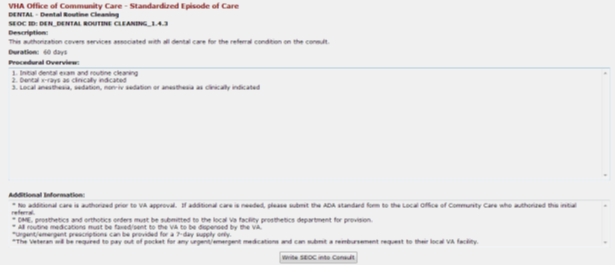 VHA Office of Community Care - Standardized Episode of Care
DENTAL - Dental Routine Cleaning
SEOC ID: DEN_DENTAL ROUTINE CLEANING_1.4.3
Description:
This authorization covers services associated with all dental care for the referral condition on the consult.
Duration: 60 days
Procedural Overview:
1. Initial dental exam and routine cleaning
2. Dental x-rays as clinically indicated
3. Local anesthesia, sedation, non-iv sedation or anesthesia as clinically indicated
Additional Information:
* No additional care is authorized prior to VA approval. If additional care is needed, please submit the ADA standard form to the Local Office of Community Care who authorized this initial
referral.
* DME, prosthetics and orthotics orders must be submitted to the local Va facility prosthetics department for provision.
* All routine medications must be faxed/sent to the VA to be dispensed by the VA.
*Urgent/emergent prescriptions can be provided for a 7-day supply only.
*The Veteran will be required to pay out of pocket for any urgent/emergent medications and can submit a reimbursement request to their local VA facility.
Write SEOC into Consult